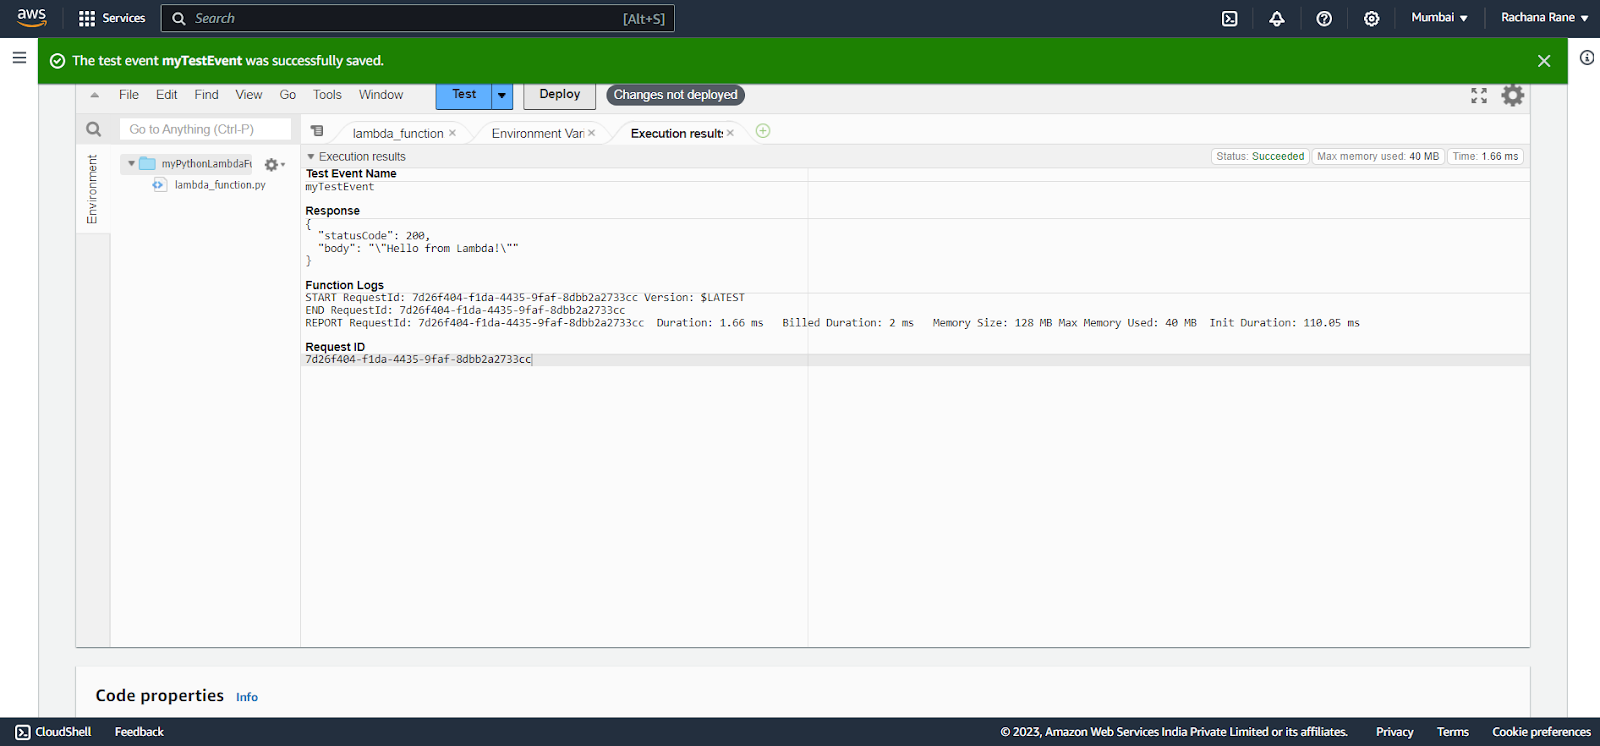 aws Services Search [Alt+S] Mumbai Rachana Rane
The test event myTestEvent was successfully saved.
File Edit Find View Go Tools Window Test Deploy Changes not deployed
Go to Anything (Ctrl-P) lambda_function Environment Vari Execution results
Execution results Status: Succeeded Max memory used: 40 MB Time: 1.66 ms
Environment
myPythonLambdaFu
lambda_function.py
Test Event Name
myTestEvent
Response
{
"statusCode": 200,
"body": "\"Hello from Lambda!\""
}
Function Logs
START RequestId: 7d26f404-f1da-4435-9faf-8dbb2a2733cc Version: $LATEST
END RequestId: 7d26f404-f1da-4435-9faf-8dbb2a2733cc
REPORT RequestId: 7d26f404-f1da-4435-9faf-8dbb2a2733cc Duration: 1.66 ms Billed Duration: 2 ms Memory Size: 128 MB Max Memory Used: 40 MB Init Duration: 110.05 ms
Request ID
7d26f404-f1da-4435-9faf-8dbb2a2733cc
Code properties Info
CloudShell Feedback © 2023, Amazon Web Services India Private Limited or its affiliates. Privacy Terms Cookie preferences